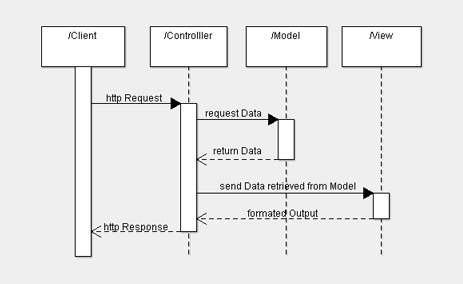 /Client
/Controlller
/Model
/View
http Request
request Data
return Data
send Data retrieved from Model
formated Output
http Response